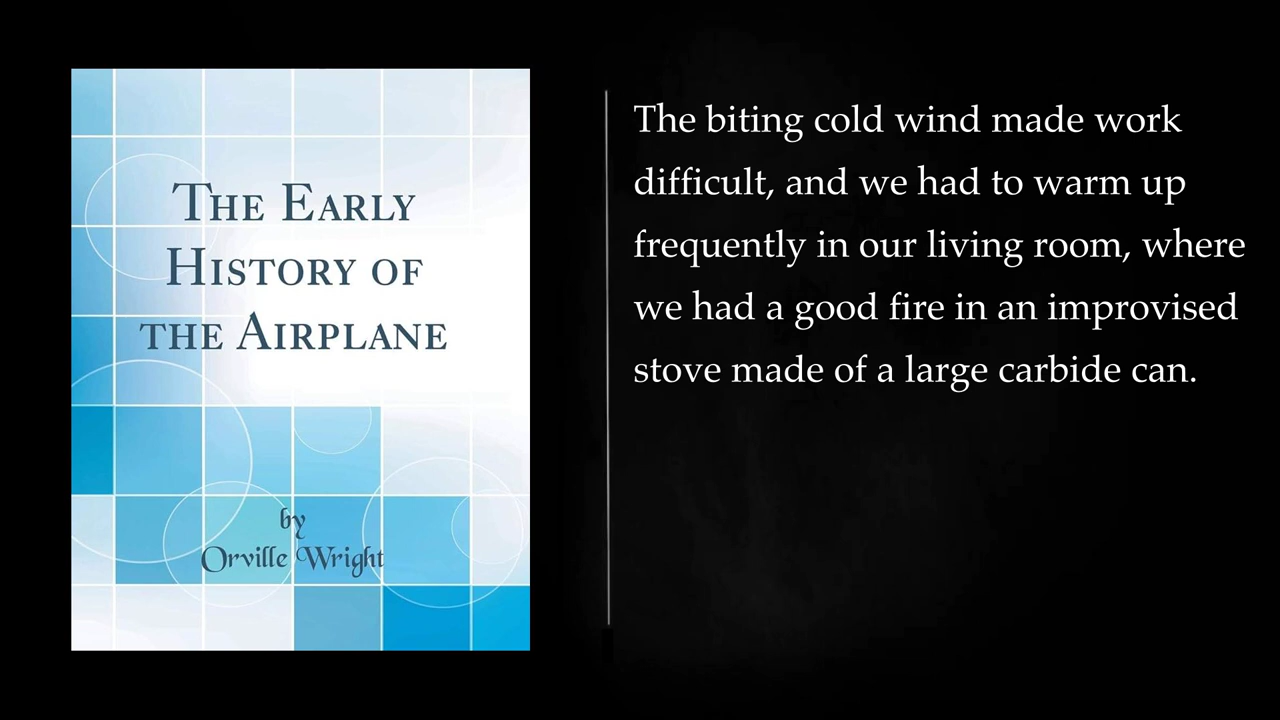 The Early
History of
the Airplane
by
Orville Wright
The biting cold wind made work
difficult, and we had to warm up
frequently in our living room, where
we had a good fire in an improvised
stove made of a large carbide can.